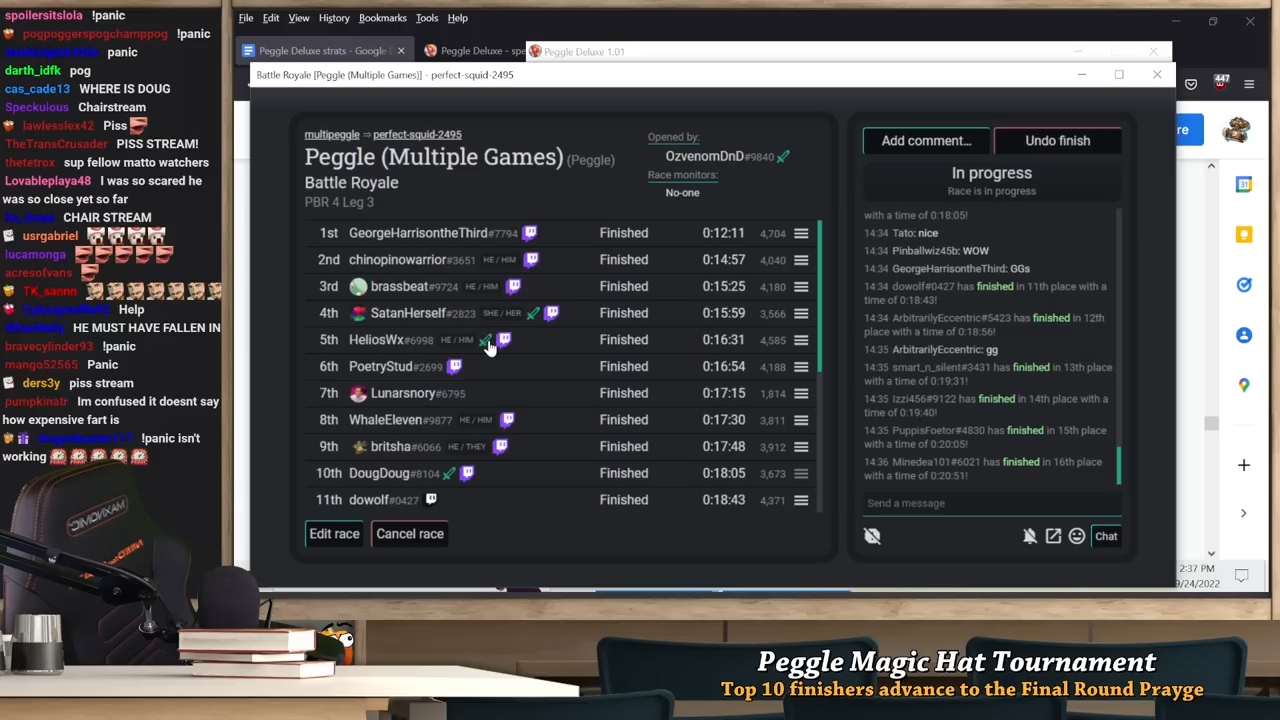 spoilersitslola !panic
pogpoggerspogchamppog !panic
panic
darth_idfk pog
cas_cade13 WHERE IS DOUG
Speckulous Chairstream
lawlesslex42 Piss
TheTransCrusader PISS STREAM!
thetetrox sup fellow matto watchers
Lovableplaya48 I was so scared he
was so close yet so far
CHAIR STREAM
usrgabriel
lucamonga
acresofvans
TK_sannn
Help
HE MUST HAVE FALLEN IN
bravecylinder93 !panic
mango52565 Panic
ders3y piss stream
pumpkinatr Im confused it doesnt say
how expensive fart is
!panic isn't
working
MAXNOMIC
File Edit View History Bookmarks Tools Help
Peggle Deluxe strats - Google
Peggle Deluxe - spe
Peggle Deluxe 1.01
Battle Royale [Peggle (Multiple Games)] - perfect-squid-2495
447
re
multipeggle ⇒ perfect-squid-2495
Peggle (Multiple Games) (Peggle)
Battle Royale
PBR 4 Leg 3
Opened by:
OzvenomDnD#9840
Race monitors:
No-one
1st GeorgeHarrisontheThird#7794 Finished 0:12:11 4,704
2nd chinopinowarrior#3651 HE / HIM Finished 0:14:57 4,040
3rd brassbeat#9724 HE / HIM Finished 0:15:25 4,180
4th SatanHerself#2823 SHE / HER Finished 0:15:59 3,566
5th HeliosWx#6998 HE / HIM Finished 0:16:31 4,585
6th PoetryStud#2699 Finished 0:16:54 4,188
7th Lunarsnory#6795 Finished 0:17:15 1,814
8th WhaleEleven#9877 HE / HIM Finished 0:17:30 3,811
9th britsha#6066 HE / THEY Finished 0:17:48 3,912
10th DougDoug#8104 Finished 0:18:05 3,673
11th dowolf#0427 Finished 0:18:43 4,371
Edit race Cancel race
Add comment... Undo finish
In progress
Race is in progress
with a time of 0:18:05!
14:34 Tato: nice
14:34 Pinballwiz45b: WOW
14:34 GeorgeHarrisontheThird: GGs
14:34 dowolf#0427 has finished in 11th place with a
time of 0:18:43!
14:34 ArbitrarilyEccentric#5423 has finished in 12th
place with a time of 0:18:56!
14:35 ArbitrarilyEccentric: gg
14:35 smart_n_silent#3431 has finished in 13th place
with a time of 0:19:31!
14:35 Izzi456#9122 has finished in 14th place with a
time of 0:19:40!
14:35 PuppisFoetor#4830 has finished in 15th place
with a time of 0:20:05!
14:36 Minedea101#6021 has finished in 16th place
with a time of 0:20:51!
Send a message
Chat
2:37 PM
9/24/2022
Peggle Magic Hat Tournament
Top 10 finishers advance to the Final Round Prayge